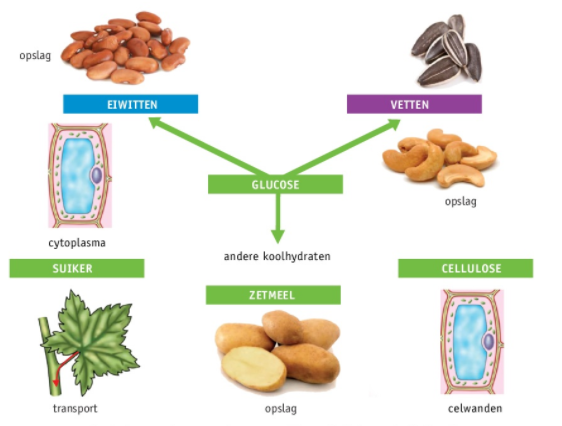 opslag
EIWITTEN
VETTEN
cytoplasma
GLUCOSE
opslag
andere koolhydraten
SUIKER
ZETMEEL
CELLULOSE
transport
opslag
celwanden